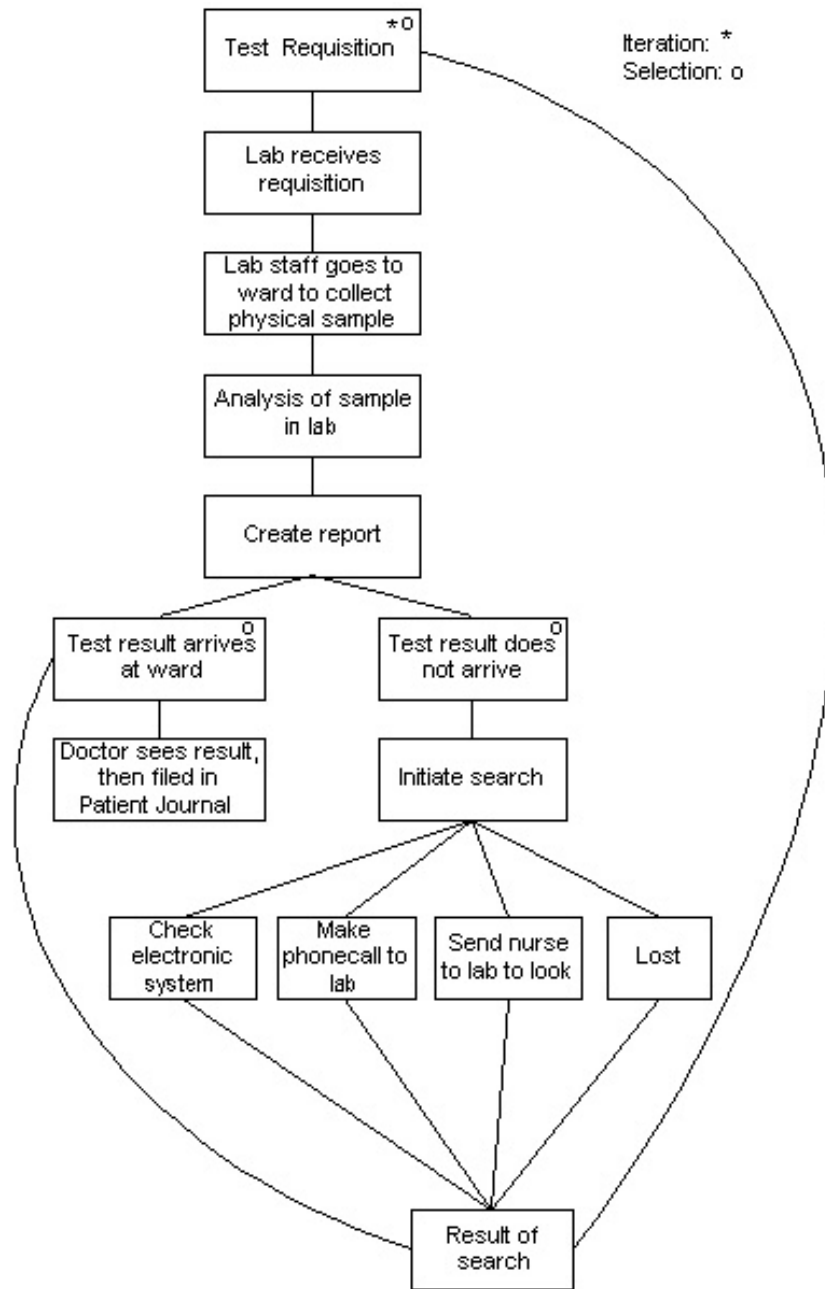 *o
Test Requisition
Iteration: *
Selection: o
Lab receives
requisition
Lab staff goes to
ward to collect
physical sample
Analysis of sample
in lab
Create report
o
Test result arrives
at ward
o
Test result does
not arrive
Doctor sees result,
then filed in
Patient Journal
Initiate search
Check
electronic
system
Make
phonecall to
lab
Send nurse
to lab to look
Lost
Result of
search